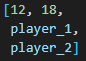 [12, 18,
player_1,
player_2]